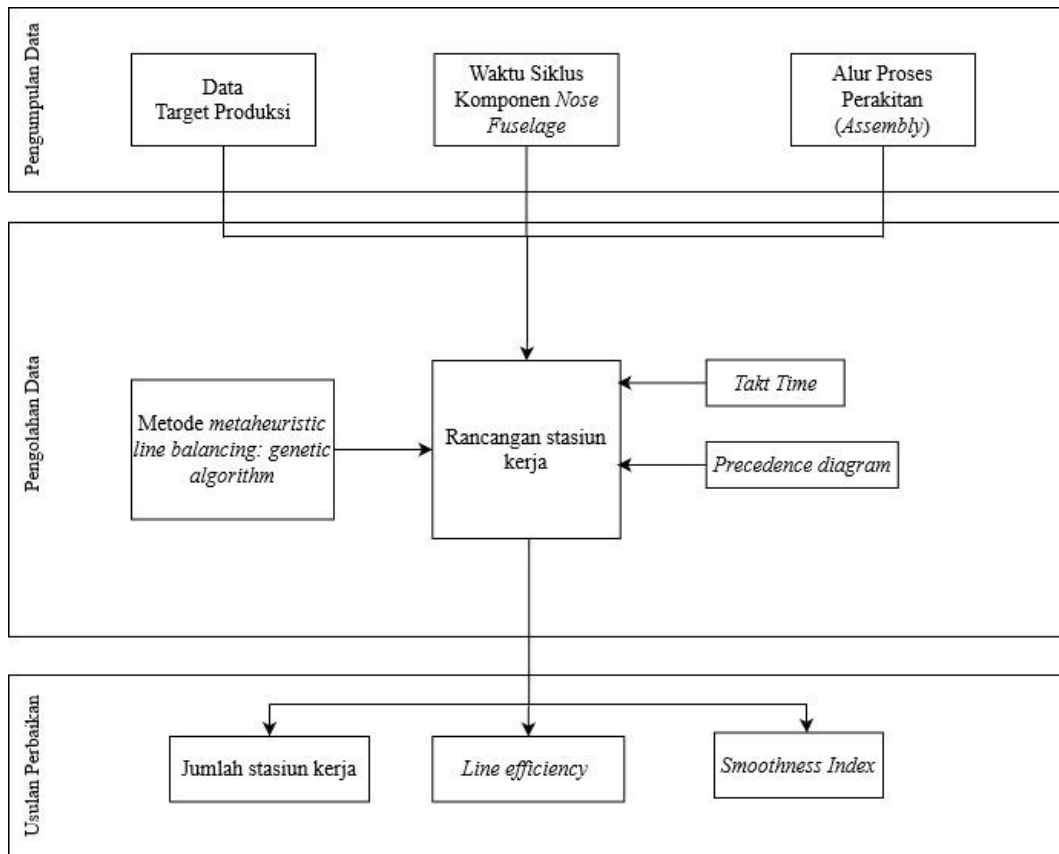 Pengumpulan Data
Data
Target Produksi
Waktu Siklus
Komponen Nose
Fuselage
Alur Proses
Perakitan
(Assembly)
Pengolahan Data
Metode metaheuristic
line balancing: genetic
algorithm
Rancangan stasiun
kerja
Takt Time
Precedence diagram
Usulan Perbaikan
Jumlah stasiun kerja
Line efficiency
Smoothness Index